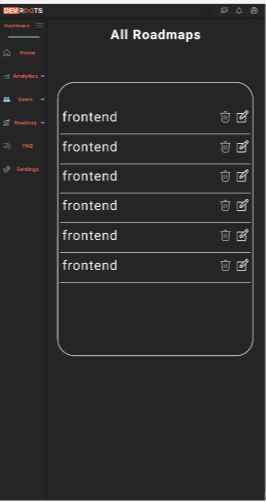 DEVROOTS
Dashboard
All Roadmaps
Home
Analytics
Users
Roadmap
FAQ
Settings
frontend
frontend
frontend
frontend
frontend
frontend